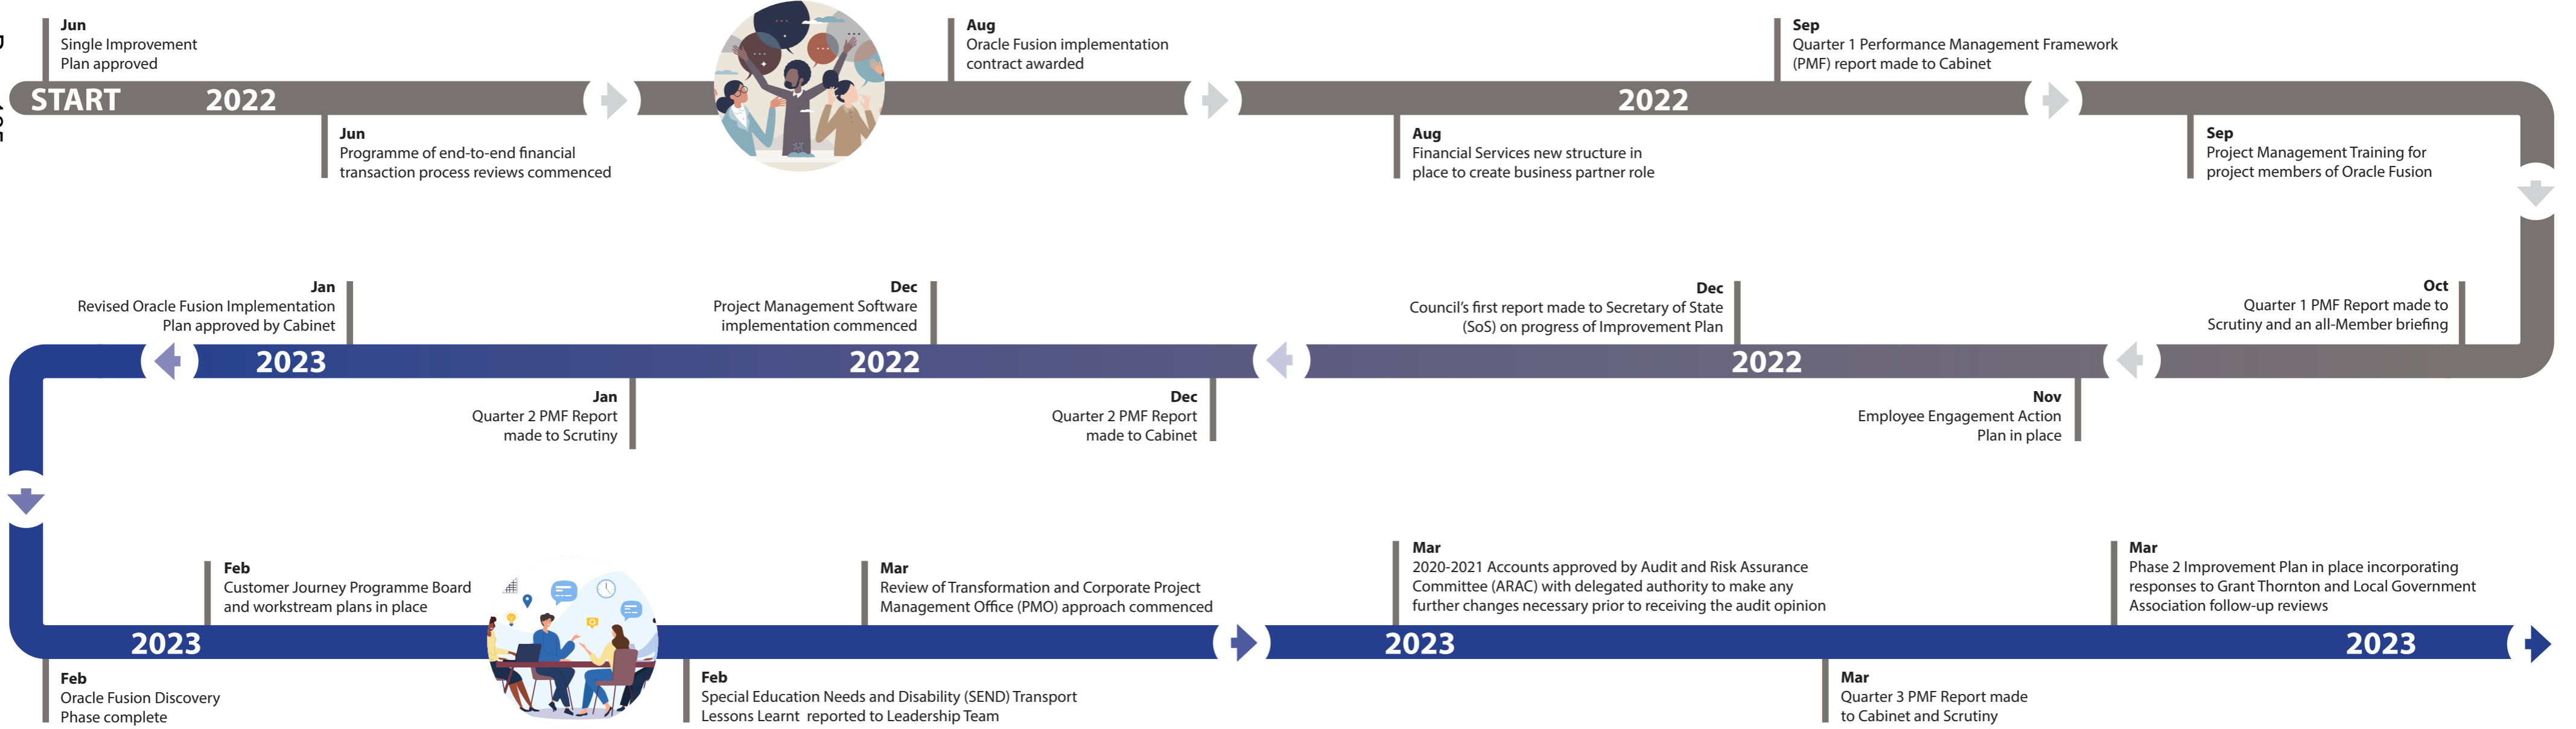 Jun
Single Improvement
Plan approved
START
2022
Jun
Programme of end-to-end financial
transaction process reviews commenced
Aug
Oracle Fusion implementation
contract awarded
Aug
Financial Services new structure in
place to create business partner role
2022
Sep
Quarter 1 Performance Management Framework
(PMF) report made to Cabinet
Sep
Project Management Training for
project members of Oracle Fusion
Oct
Quarter 1 PMF Report made to
Scrutiny and an all-Member briefing
Nov
Employee Engagement Action
Plan in place
2022
Dec
Council's first report made to Secretary of State
(SoS) on progress of Improvement Plan
Dec
Quarter 2 PMF Report
made to Cabinet
Dec
Project Management Software
implementation commenced
2022
Jan
Quarter 2 PMF Report
made to Scrutiny
Jan
Revised Oracle Fusion Implementation
Plan approved by Cabinet
2023
Feb
Oracle Fusion Discovery
Phase complete
2023
Feb
Customer Journey Programme Board
and workstream plans in place
Feb
Special Education Needs and Disability (SEND) Transport
Lessons Learnt reported to Leadership Team
Mar
Review of Transformation and Corporate Project
Management Office (PMO) approach commenced
Mar
2020-2021 Accounts approved by Audit and Risk Assurance
Committee (ARAC) with delegated authority to make any
further changes necessary prior to receiving the audit opinion
2023
Mar
Quarter 3 PMF Report made
to Cabinet and Scrutiny
Mar
Phase 2 Improvement Plan in place incorporating
responses to Grant Thornton and Local Government
Association follow-up reviews
2023